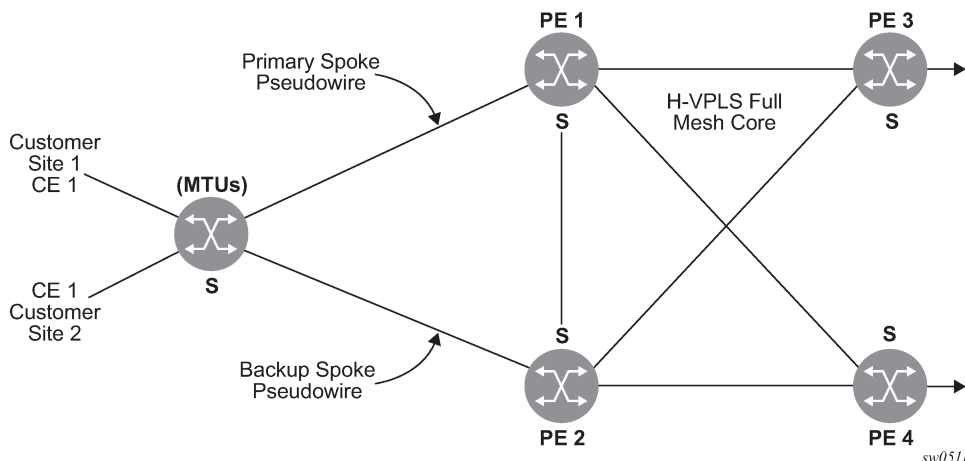 PE 1
PE 3
Primary Spoke
Pseudowire
H-VPLS Full
Mesh Core
S
S
Customer
Site 1
CE 1
(MTUs)
S
CE 1
Customer
Site 2
S
S
Backup Spoke
Pseudowire
PE 2
PE 4